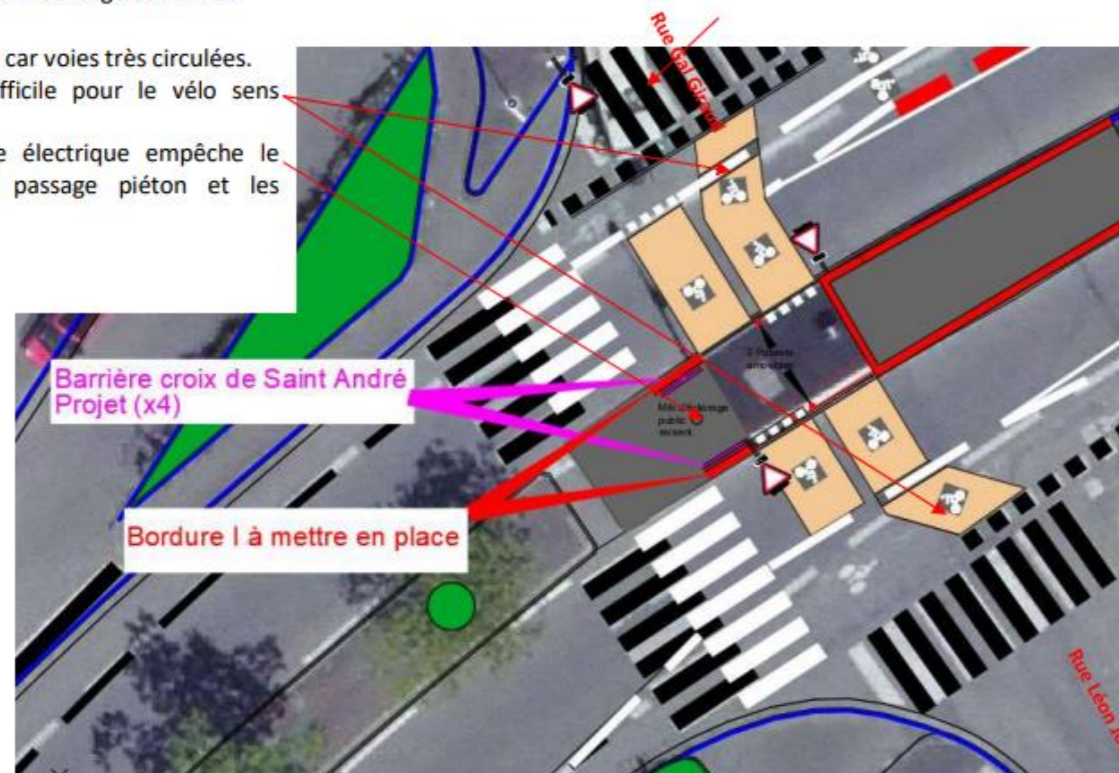 car voies très circulées.
fficile pour le vélo sens
e électrique empêche le
passage piéton et les
Rue Gal Giraud
Barrière croix de Saint André
Projet (x4)
Bordure I à mettre en place
public
Rue Léon